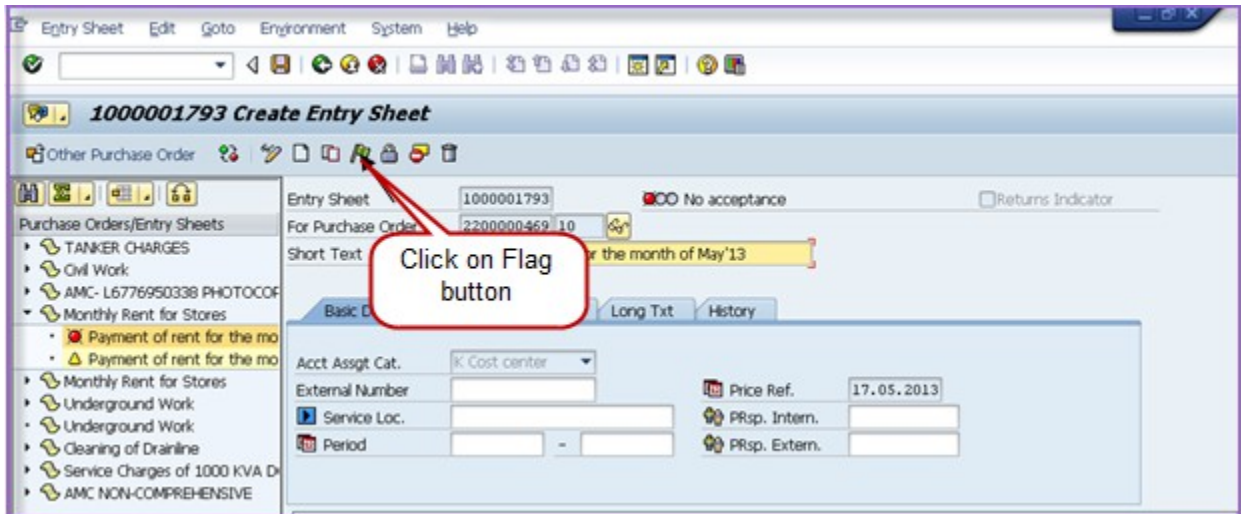 Entry Sheet Edit Goto Environment System Help
1000001793 Create Entry Sheet
Other Purchase Order
Purchase Orders/Entry Sheets
TANKER CHARGES
Civil Work
AMC- L6776950338 PHOTOCOP
Monthly Rent for Stores
Payment of rent for the mo
Payment of rent for the mo
Monthly Rent for Stores
Underground Work
Underground Work
Cleaning of Drainline
Service Charges of 1000 KVA D
AMC NON-COMPREHENSIVE
Entry Sheet 1000001793 No acceptance Returns Indicator
For Purchase Order 2200000469 10
Short Text for the month of May'13
Click on Flag
button
Basic D Long Txt History
Acct Assgt Cat. K Cost center
External Number Price Ref. 17.05.2013
Service Loc. PRsp. Intern.
Period - PRsp. Extern.